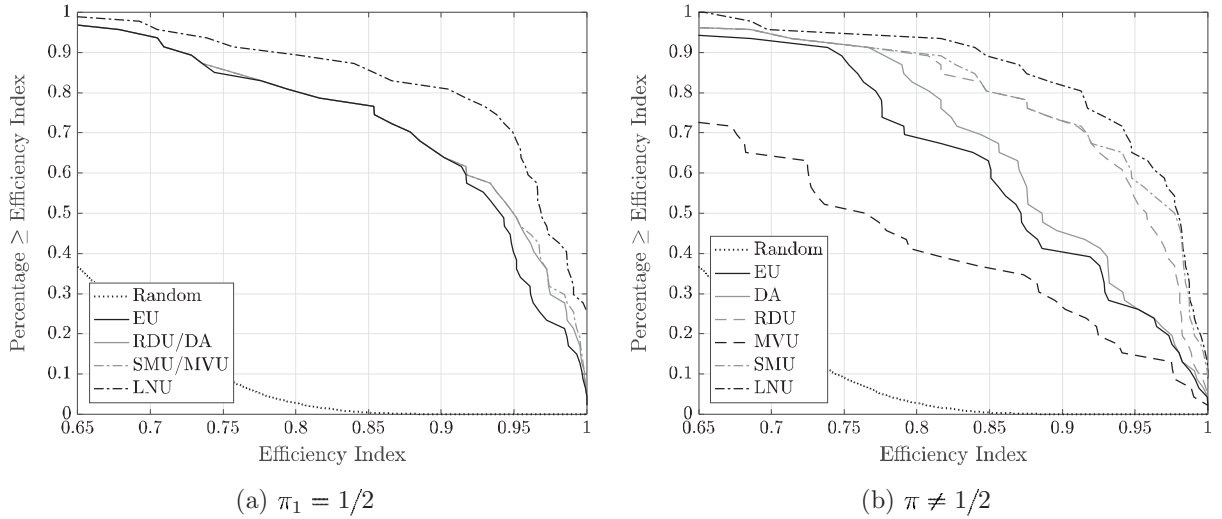 Percentage ≥ Efficiency Index
1
0.9
0.8
0.7
0.6
0.5
0.4
0.3
0.2
0.1
0
Random
EU
RDU/DA
SMU/MVU
LNU
0.65 0.7 0.75 0.8 0.85 0.9 0.95 1
Efficiency Index
(a) π₁ = 1/2
Percentage ≥ Efficiency Index
1
0.9
0.8
0.7
0.6
0.5
0.4
0.3
0.2
0.1
0
Random
EU
DA
RDU
MVU
SMU
LNU
0.65 0.7 0.75 0.8 0.85 0.9 0.95 1
Efficiency Index
(b) π ≠ 1/2